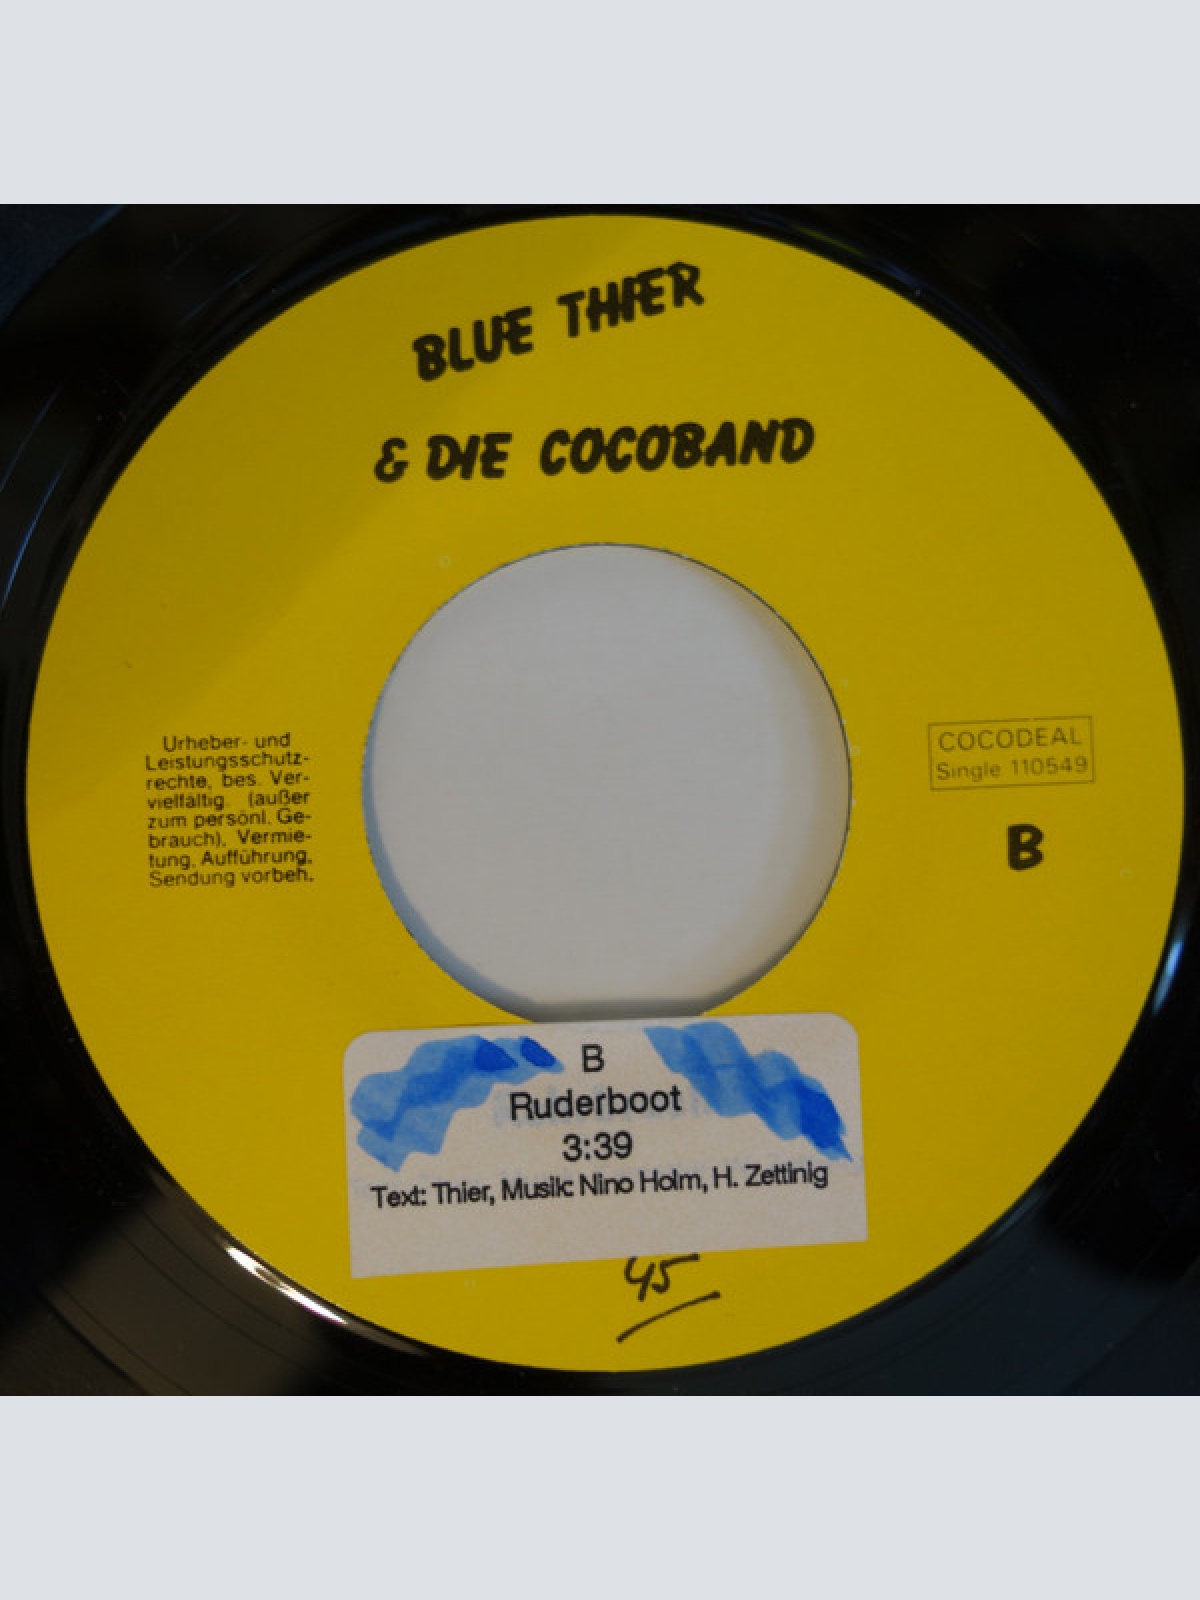 BLUE THIER
& DIE COCOBAND
Urheber- und
Leistungsschutz-
rechte, bes. Ver-
vielfältig. (außer
zum persönl. Ge-
brauch), Vermie-
tung, Aufführung,
Sendung vorbeh.
COCODEAL
Single 110549
B
B
Ruderboot
3:39
Text: Thier, Musik: Nino Holm, H. Zettinig
45